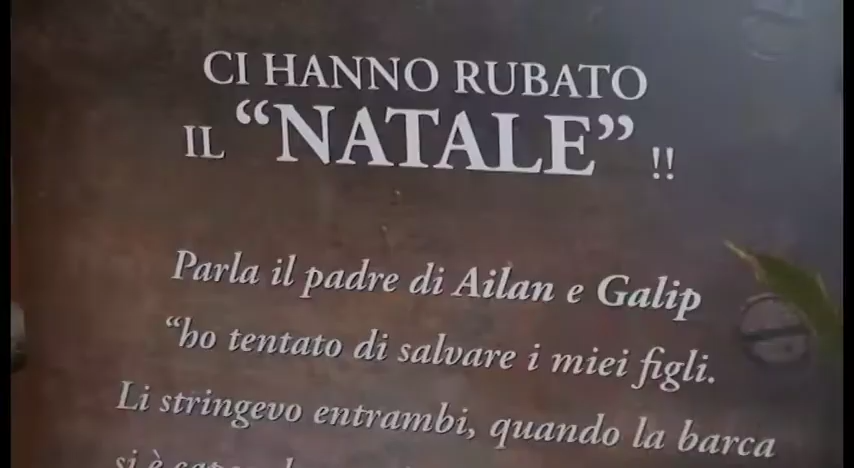 CI HANNO RUBATO
IL “NATALE” !!
Parla il padre di Ailan e Galip
“ho tentato di salvare i miei figli.
Li stringevo entrambi, quando la barca
si è